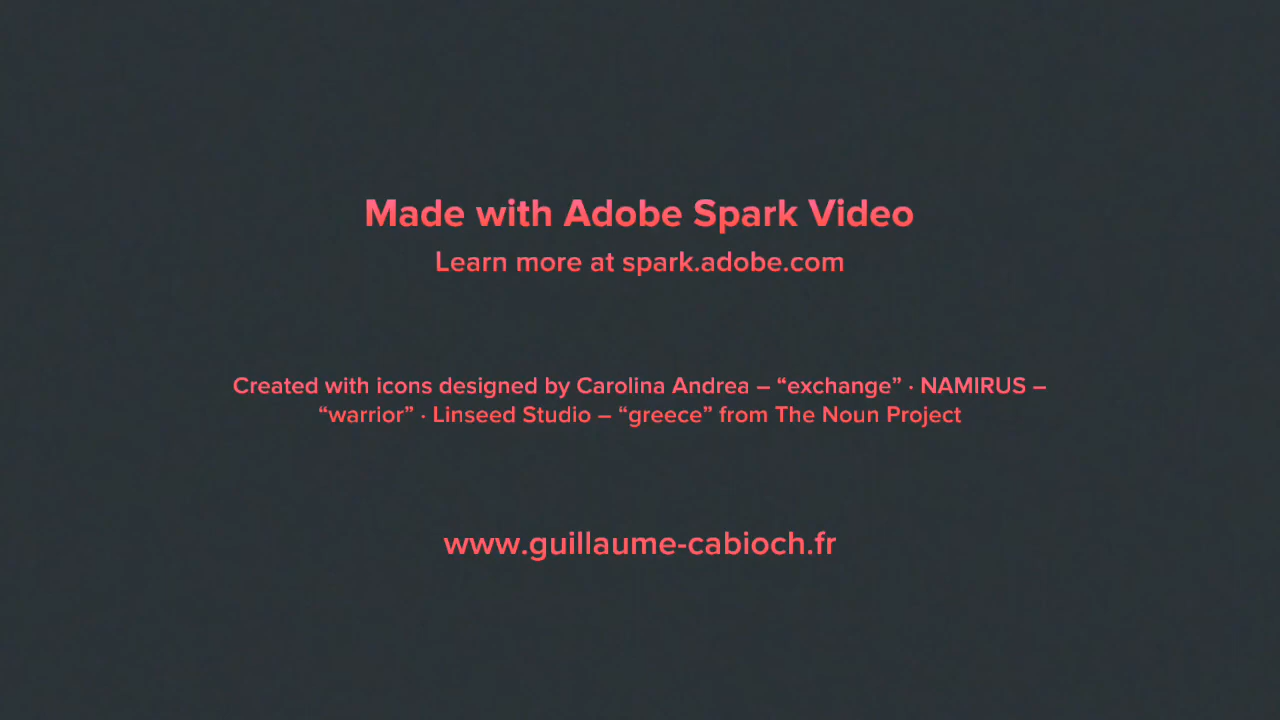 Made with Adobe Spark Video
Learn more at spark.adobe.com
Created with icons designed by Carolina Andrea – “exchange” · NAMIRUS –
“warrior” · Linseed Studio – “greece” from The Noun Project
www.guillaume-cabioch.fr